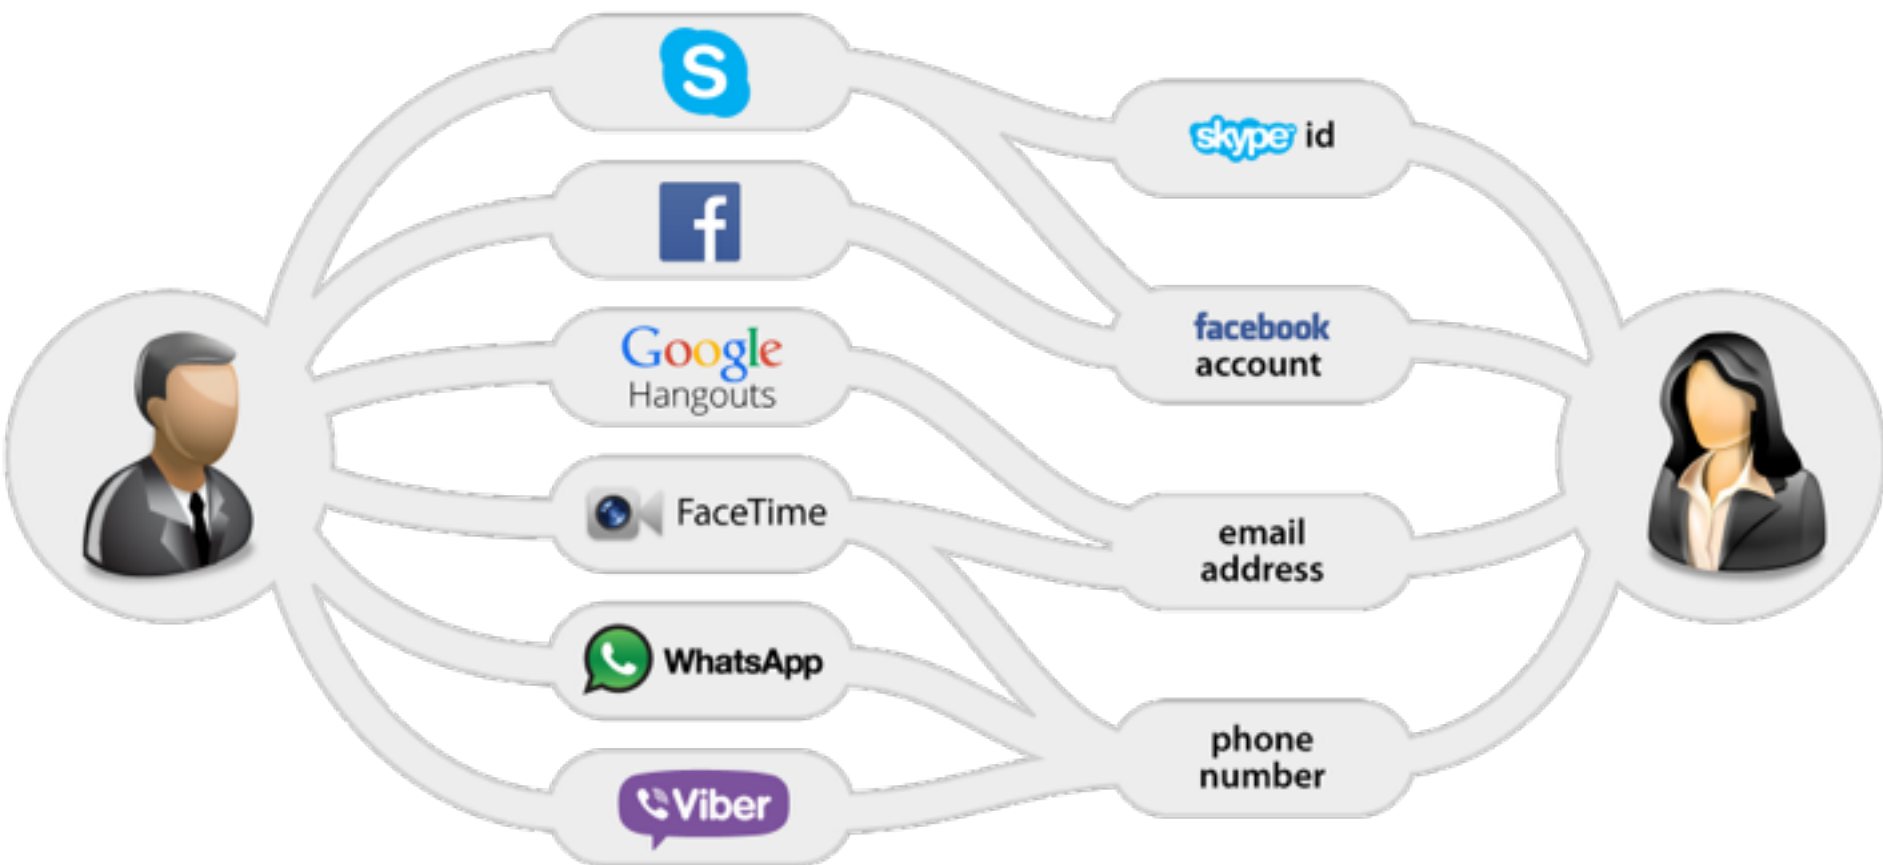 S
f
Google
Hangouts
FaceTime
WhatsApp
Viber
skype id
facebook
account
email
address
phone
number